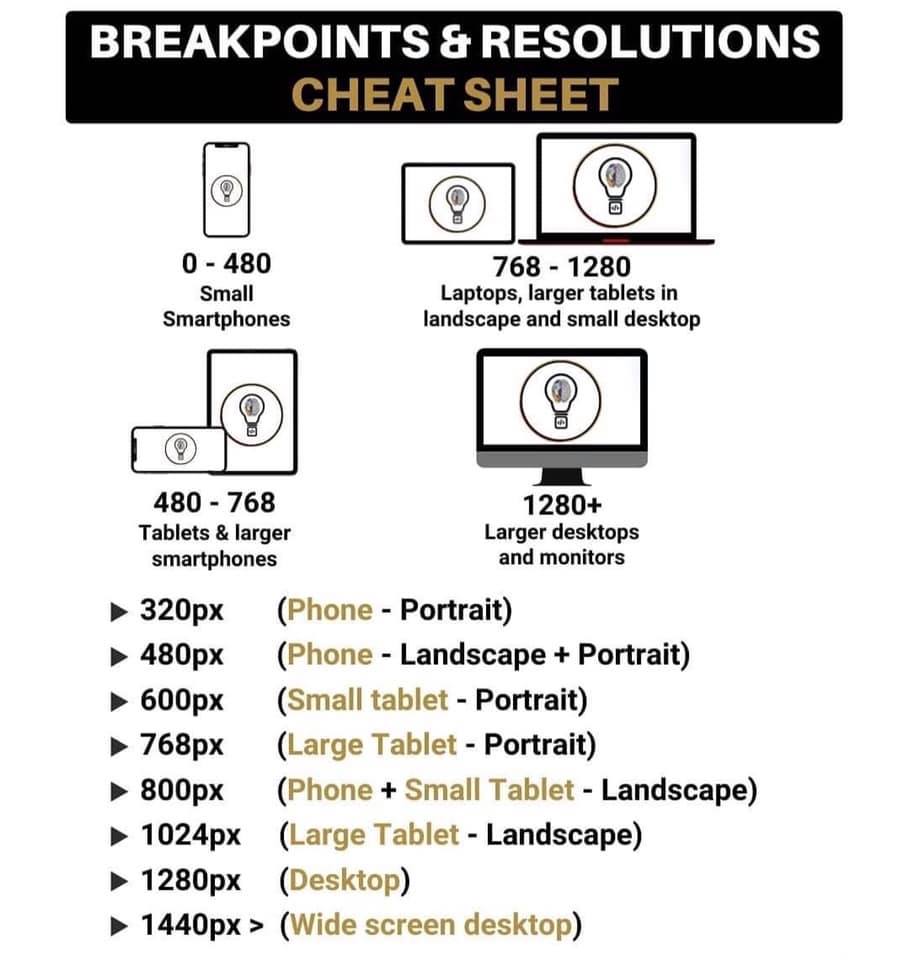 BREAKPOINTS & RESOLUTIONS
CHEAT SHEET
0 - 480
Small
Smartphones
768 - 1280
Laptops, larger tablets in
landscape and small desktop
480 - 768
Tablets & larger
smartphones
1280+
Larger desktops
and monitors
▶ 320px (Phone - Portrait)
▶ 480px (Phone - Landscape + Portrait)
▶ 600px (Small tablet - Portrait)
▶ 768px (Large Tablet - Portrait)
▶ 800px (Phone + Small Tablet - Landscape)
▶ 1024px (Large Tablet - Landscape)
▶ 1280px (Desktop)
▶ 1440px > (Wide screen desktop)